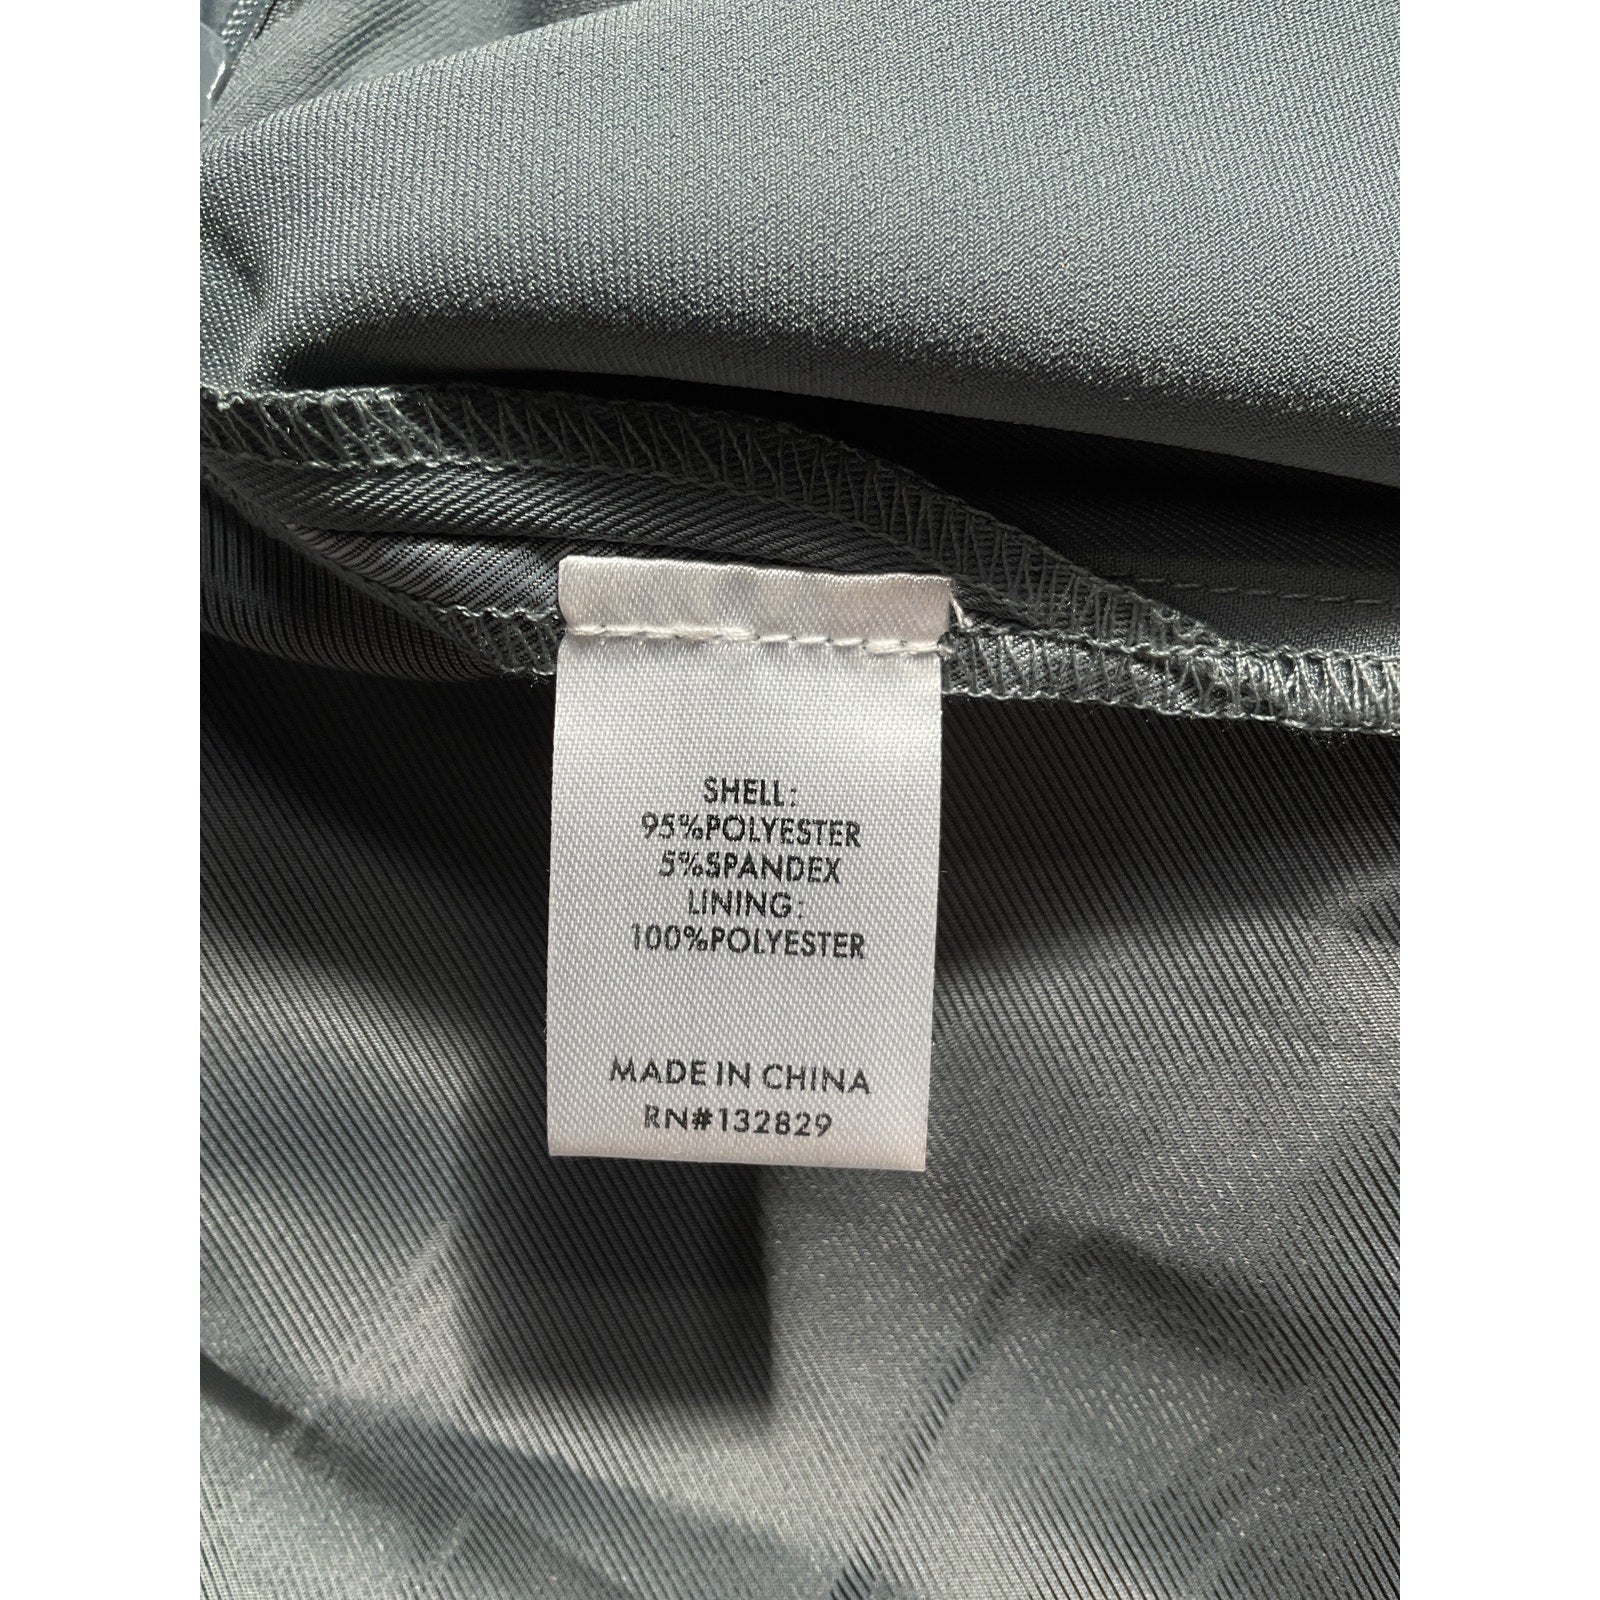 SHELL:
95%POLYESTER
5%SPANDEX
LINING:
100%POLYESTER
MADE IN CHINA
RN#132829